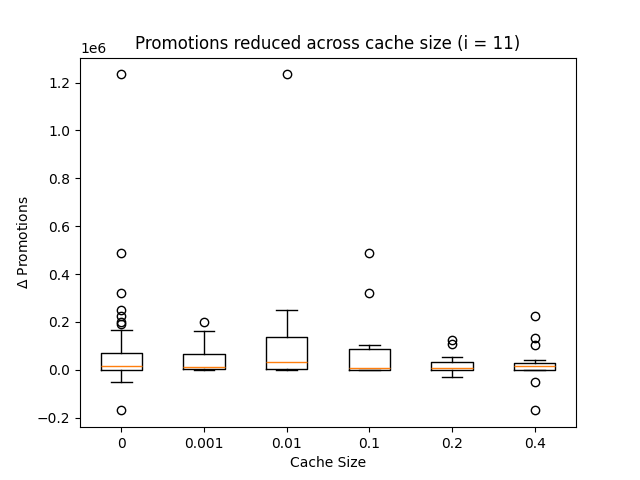 Promotions reduced across cache size (i = 11)
1e6
1.2
1.0
0.8
0.6
0.4
0.2
0.0
−0.2
Δ Promotions
0 0.001 0.01 0.1 0.2 0.4
Cache Size